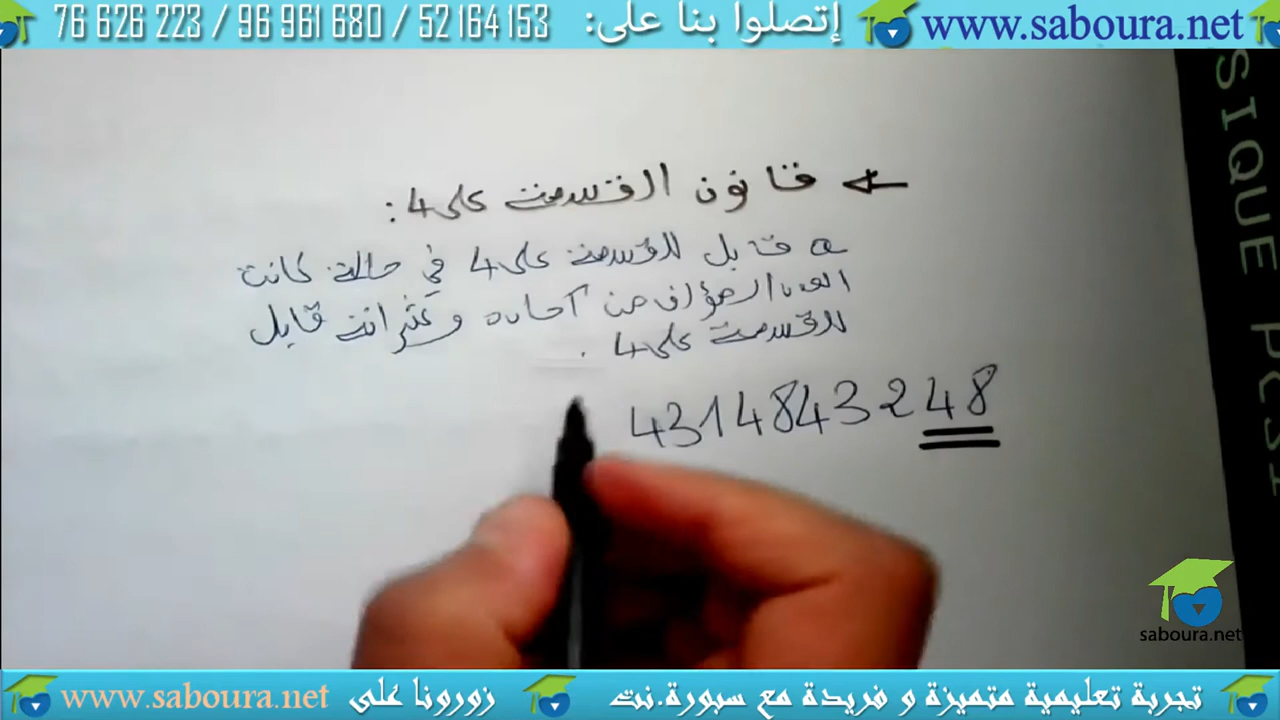 76 626 223 / 96 961 680 / 52 164 153 إتصلوا بنا على: www.saboura.net
قانون القسمة على 4:
a قابل للقسمة على 4 في حالة كانت
العدد المؤلف من آحاده وعشراته قابل
للقسمة على 4.
4314843248
SIQUE PC
saboura.net
تجربة تعليمية متميزة و فريدة مع سبورة.نت زورونا على www.saboura.net